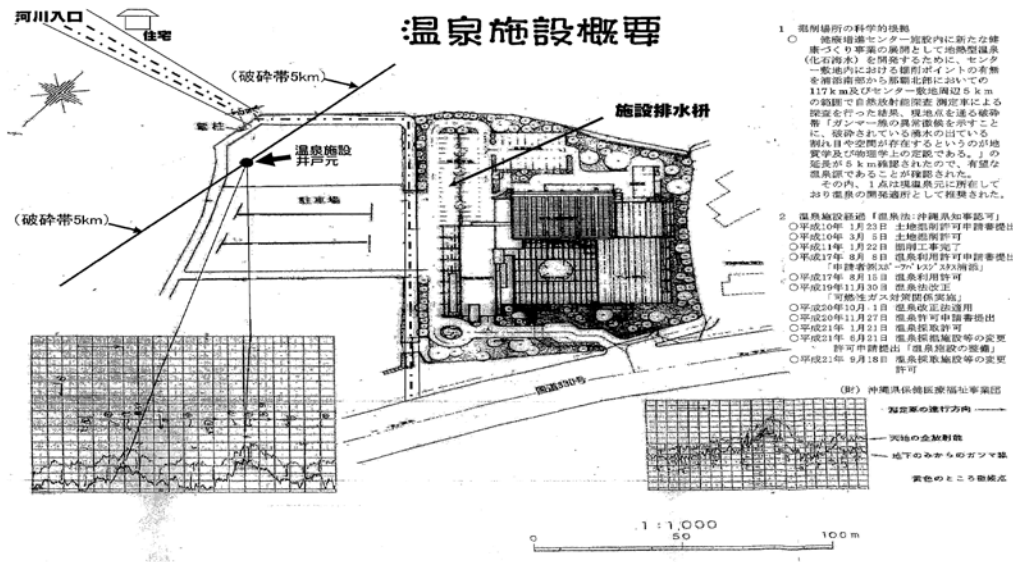 温泉施設概要
河川入口
住宅
(破砕帯5km)
温泉施設
井戸元
施設排水枡
駐車場
(破砕帯5km)
国道330号
1 掘削場所の科学的根拠
○ 健康増進センター施設内に新たな健
康づくり事業の展開として地熱型温泉
(化石海水)を開発するために、センタ
ー敷地内における掘削ポイントの有無
を浦添南部から那覇北部においての
117km及びセンター敷地周辺5km
の範囲で自然放射能探査 測定車による
探査を行った結果、現地点を通る破砕
帯「ガンマー線の異常徴候を示すこと
に、破砕されている湧水の出ている
割れ目や空間が存在するというのが地
質学及び物理学上の定説である。」の
延長が5km確認されたので、有望な
温泉源であることが確認された。
その内、1点は現温泉元に所在して
おり温泉の開発適所として推奨された。
2 温泉施設経過「温泉法:沖縄県知事認可」
○平成10年 1月23日 土地掘削許可申請書提出
○平成10年 3月 5日 土地掘削許可
○平成11年 1月22日 掘削工事完了
○平成17年 8月 8日 温泉利用許可申請書提出
○平成17年 8月15日 温泉利用許可
○平成19年11月30日 温泉法改正
「可燃性ガス対策関係実施」
○平成20年10月 1日 温泉改正法適用
○平成20年11月27日 温泉許可申請書提出
○平成21年 1月21日 温泉採取許可
○平成21年 6月21日 温泉採掘施設等の変更
許可申請提出「温泉施設の整備」
○平成21年 9月18日 温泉採取施設等の変更
許可
(財) 沖縄県保健医療福祉事業団
測定車の進行方向
天地の全放射能
地下のみからのガンマ線
1:1,000
0 50 100m